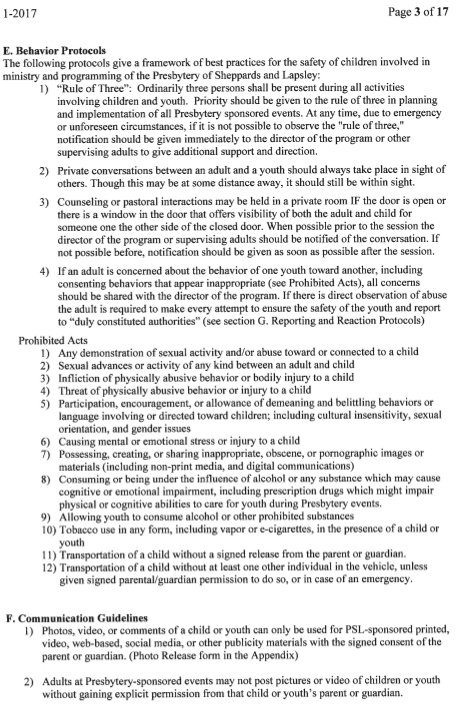 1-2017
Page 3 of 17
E. Behavior Protocols
The following protocols give a framework of best practices for the safety of children involved in
ministry and programming of the Presbytery of Sheppards and Lapsley:
1) "Rule of Three": Ordinarily three persons shall be present during all activities
involving children and youth. Priority should be given to the rule of three in planning
and implementation of all Presbytery sponsored events. At any time, due to emergency
or unforeseen circumstances, if it is not possible to observe the "rule of three,"
notification should be given immediately to the director of the program or other
supervising adults to give additional support and direction.
2) Private conversations between an adult and a youth should always take place in sight of
others. Though this may be at some distance away, it should still be within sight.
3) Counseling or pastoral interactions may be held in a private room IF the door is open or
there is a window in the door that offers visibility of both the adult and child for
someone one the other side of the closed door. When possible prior to the session the
director of the program or supervising adults should be notified of the conversation. If
not possible before, notification should be given as soon as possible after the session.
4) If an adult is concerned about the behavior of one youth toward another, including
consenting behaviors that appear inappropriate (see Prohibited Acts), all concerns
should be shared with the director of the program. If there is direct observation of abuse
the adult is required to make every attempt to ensure the safety of the youth and report
to "duly constituted authorities" (see section G. Reporting and Reaction Protocols)
Prohibited Acts
1) Any demonstration of sexual activity and/or abuse toward or connected to a child
2) Sexual advances or activity of any kind between an adult and child
3) Infliction of physically abusive behavior or bodily injury to a child
4) Threat of physically abusive behavior or injury to a child
5) Participation, encouragement, or allowance of demeaning and belittling behaviors or
language involving or directed toward children; including cultural insensitivity, sexual
orientation, and gender issues
6) Causing mental or emotional stress or injury to a child
7) Possessing, creating, or sharing inappropriate, obscene, or pornographic images or
materials (including non-print media, and digital communications)
8) Consuming or being under the influence of alcohol or any substance which may cause
cognitive or emotional impairment, including prescription drugs which might impair
physical or cognitive abilities to care for youth during Presbytery events.
9) Allowing youth to consume alcohol or other prohibited substances
10) Tobacco use in any form, including vapor or e-cigarettes, in the presence of a child or
youth
11) Transportation of a child without a signed release from the parent or guardian.
12) Transportation of a child without at least one other individual in the vehicle, unless
given signed parental/guardian permission to do so, or in case of an emergency.
F. Communication Guidelines
1) Photos, video, or comments of a child or youth can only be used for PSL-sponsored printed,
video, web-based, social media, or other publicity materials with the signed consent of the
parent or guardian. (Photo Release form in the Appendix)
2) Adults at Presbytery-sponsored events may not post pictures or video of children or youth
without gaining explicit permission from that child or youth's parent or guardian.